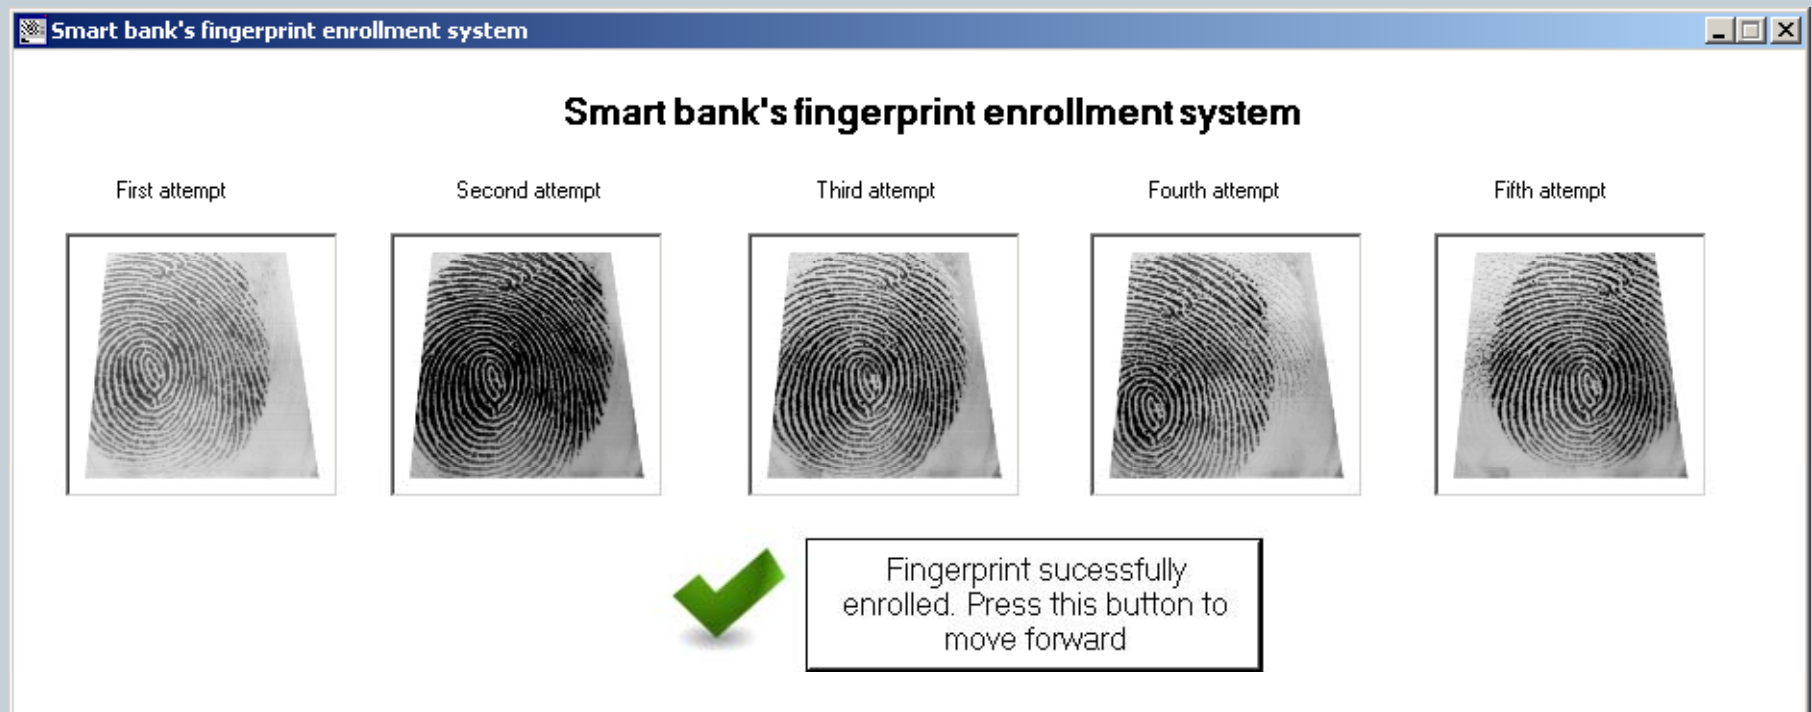 Smart bank's fingerprint enrollment system
Smart bank's fingerprint enrollment system
First attempt
Second attempt
Third attempt
Fourth attempt
Fifth attempt
Fingerprint sucessfully
enrolled. Press this button to
move forward